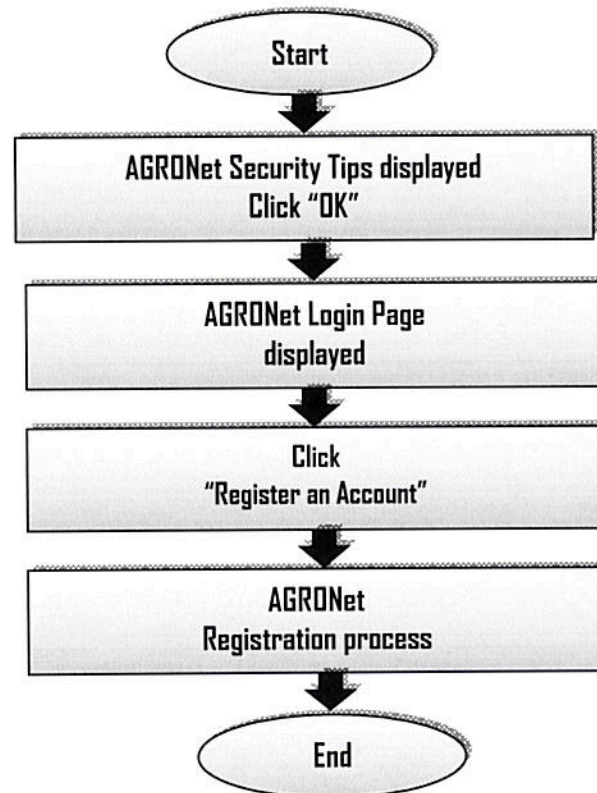 Start
AGRONet Security Tips displayed
Click "OK"
AGRONet Login Page
displayed
Click
"Register an Account"
AGRONet
Registration process
End